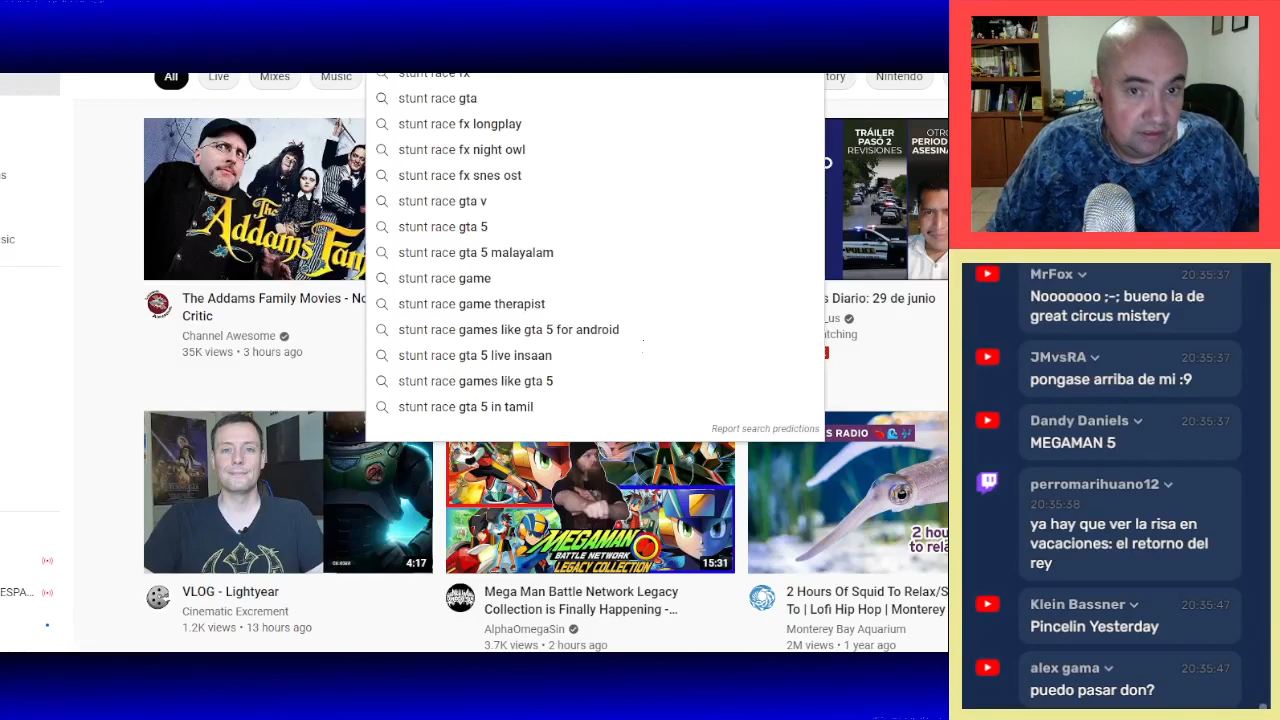 All
Live
Mixes
Music
tory
Nintendo
stunt race fx
stunt race gta
stunt race fx longplay
stunt race fx night owl
stunt race fx snes ost
stunt race gta v
stunt race gta 5
stunt race gta 5 malayalam
stunt race game
stunt race game therapist
stunt race games like gta 5 for android
stunt race gta 5 live insaan
stunt race games like gta 5
stunt race gta 5 in tamil
Report search predictions
The
Addams Fam
The Addams Family Movies - No
Critic
Channel Awesome
35K views • 3 hours ago
TRÁILER
PASÓ 2
REVISIONES
OTRO
PERIOD
ASESINA
POLICE
s Diario: 29 de junio
_us
tching
4:17
VLOG - Lightyear
Cinematic Excrement
1.2K views • 13 hours ago
MEGAMAN
BATTLE NETWORK
LEGACY COLLECTION
15:31
Mega Man Battle Network Legacy
Collection is Finally Happening -...
AlphaOmegaSin
3.7K views • 2 hours ago
S RADIO
2 hou
to rela
2 Hours Of Squid To Relax/S
To | Lofi Hip Hop | Monterey
Monterey Bay Aquarium
2M views • 1 year ago
s
sic
ESPA...
MrFox
20:35:37
Nooooooo ;-; bueno la de
great circus mistery
JMvsRA
20:35:37
pongase arriba de mi :9
Dandy Daniels
20:35:37
MEGAMAN 5
perromarihuano12
20:35:38
ya hay que ver la risa en
vacaciones: el retorno del
rey
Klein Bassner
20:35:47
Pincelin Yesterday
alex gama
20:35:47
puedo pasar don?